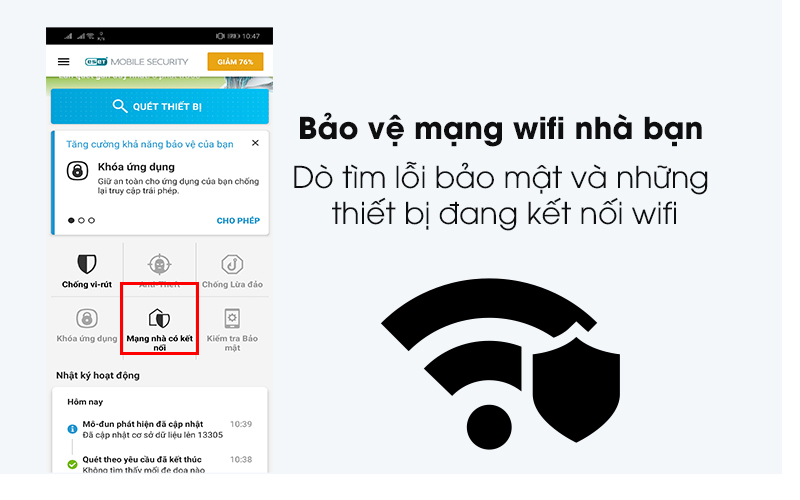 10:47
eset MOBILE SECURITY
GIẢM 76%
QUÉT THIẾT BỊ
Tăng cường khả năng bảo vệ của bạn
Khóa ứng dụng
Giữ an toàn cho ứng dụng của bạn chống
lại truy cập trái phép.
CHO PHÉP
Chống vi-rút
Anti-Theft
Chống Lừa đảo
Khóa ứng dụng
Mạng nhà có kết
nối
Kiểm tra Bảo
mật
Nhật ký hoạt động
Hôm nay
Mô-đun phát hiện đã cập nhật 10:39
Đã cập nhật cơ sở dữ liệu lên 13305
Quét theo yêu cầu đã kết thúc 10:38
Không tìm thấy mối đe dọa nào
Bảo vệ mạng wifi nhà bạn
Dò tìm lỗi bảo mật và những
thiết bị đang kết nối wifi